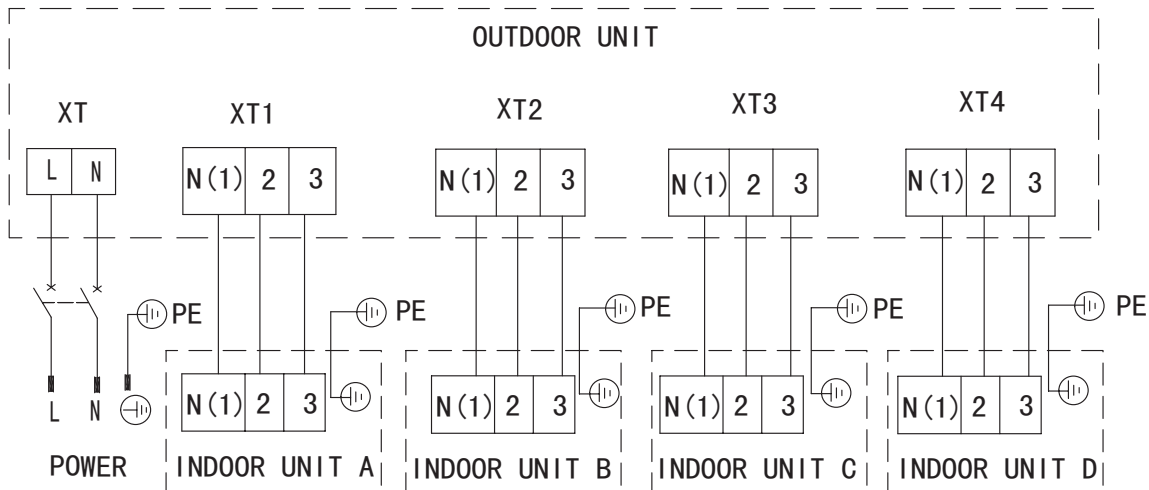 OUTDOOR UNIT
XT XT1 XT2 XT3 XT4
L N N(1) 2 3 N(1) 2 3 N(1) 2 3 N(1) 2 3
PE PE PE PE PE
L N N(1) 2 3 N(1) 2 3 N(1) 2 3 N(1) 2 3
POWER INDOOR UNIT A INDOOR UNIT B INDOOR UNIT C INDOOR UNIT D